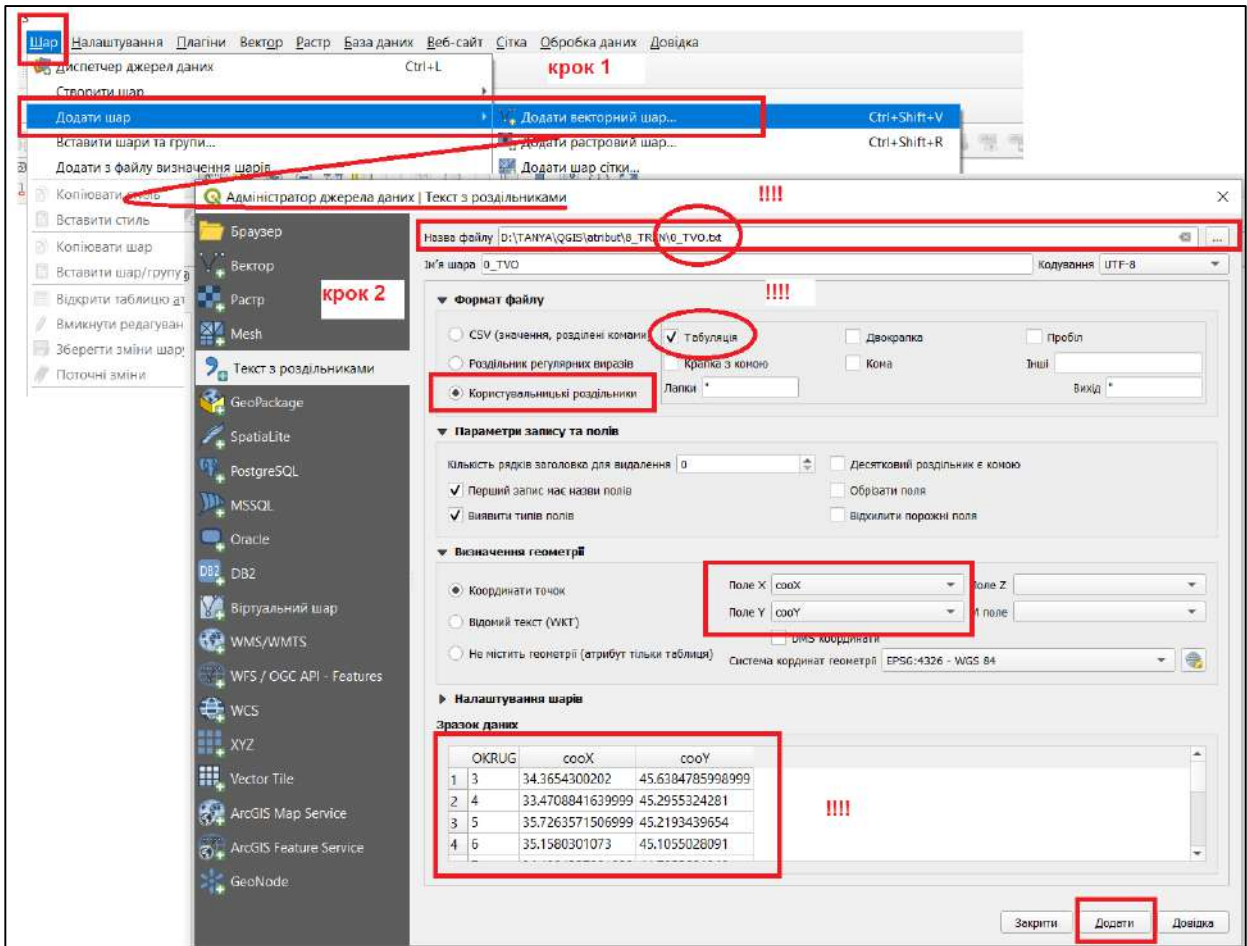 Шар Налаштування Плагіни Вектор Растр База даних Веб-сайт Сітка Обробка даних Довідка
Диспетчер джерел даних Ctrl+L
крок 1
Створити шар
Додати шар
Додати векторний шар... Ctrl+Shift+V
Вставити шари та групи...
Додати растровий шар... Ctrl+Shift+R
Додати з файлу визначення шарів
Додати шар сітки...
Копіювати стиль
Вставити стиль
Копіювати шар
Вставити шар/групу
Відкрити таблицю ат
Вмикнути редагуван
Зберегти зміни шару
Поточні зміни
Адміністратор джерела даних | Текст з роздільниками
!!!!
крок 2
Браузер
Вектор
Растр
Mesh
Текст з роздільниками
GeoPackage
SpatiaLite
PostgreSQL
MSSQL
Oracle
DB2
Віртуальний шар
WMS/WMTS
WFS / OGC API - Features
WCS
XYZ
Vector Tile
ArcGIS Map Service
ArcGIS Feature Service
GeoNode
Назва файлу D:\TANYA\QGIS\atribut\8_TREN\0_TVO.txt ...
Ім'я шара 0_TVO Кодування UTF-8
!!!!
Формат файлу
CSV (значення, розділені комами Табуляція Двокрапка Пробіл
Роздільник регулярних виразів Крапка з комою Кома Інші
Користувальницькі роздільники Лапки " Вихід "
Параметри запису та полів
Кількість рядків заголовка для видалення 0 Десятковий роздільник є комою
Перший запис має назви полів Обрізати поля
Виявити типів полів Відхилити порожні поля
Визначення геометрії
Координати точок Поле X cooX Поле Z
Відомий текст (WKT) Поле Y cooY M поле
DMS координати
Не містить геометрії (атрибут тільки таблиця) Система кординат геометрії EPSG:4326 - WGS 84
Налаштування шарів
Зразок даних
OKRUG cooX cooY
1 3 34.3654300202 45.6384785998999
2 4 33.4708841639999 45.2955324281
3 5 35.7263571506999 45.2193439654
4 6 35.1580301073 45.1055028091
!!!!
Закрити Додати Довідка